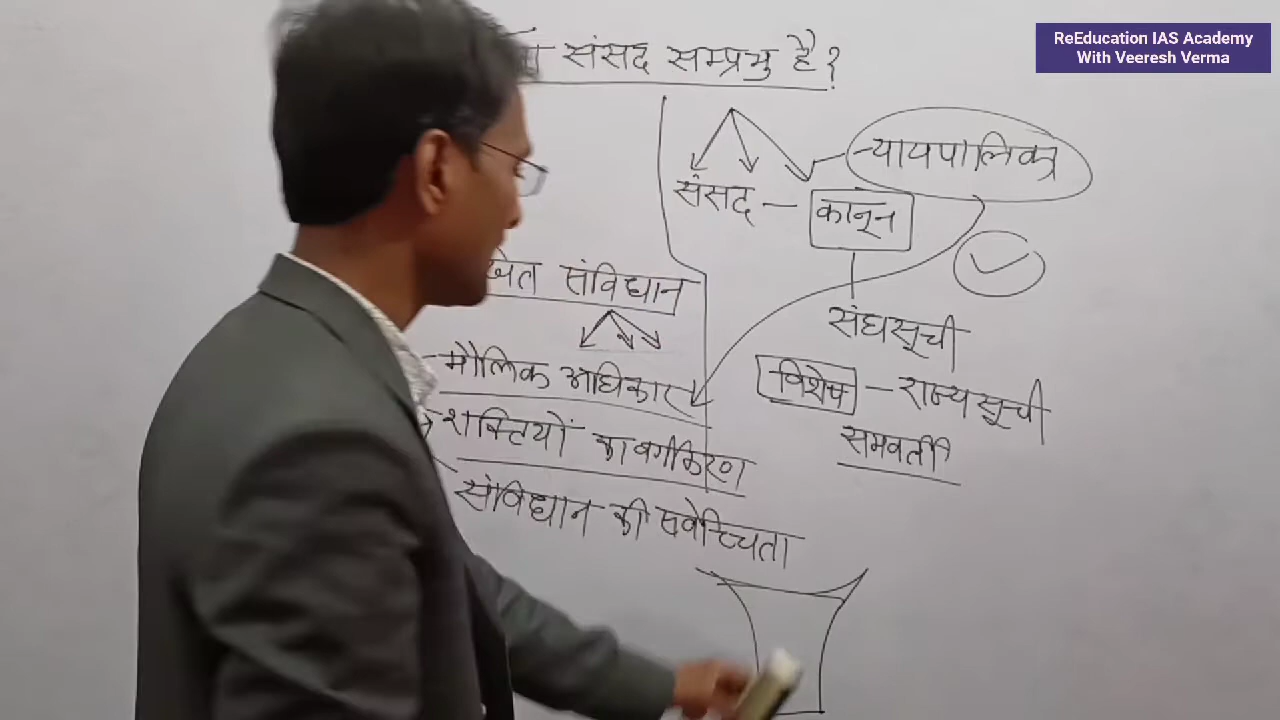 ReEducation IAS Academy
With Veeresh Verma
संसद सम्प्रभु है?
न्यायपालिका
संसद – कानून
संविधान
संघसूची
मौलिक अधिकार
विशेष – राज्यसूची
शक्तियों का वर्गीकरण
समवर्ती
संविधान की सर्वोच्चता